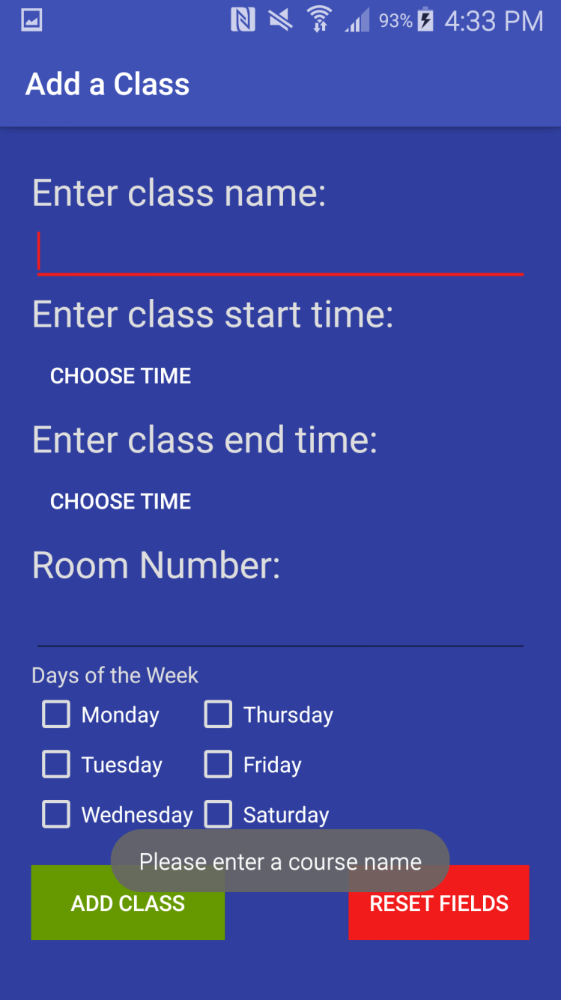 93% 4:33 PM
Add a Class
Enter class name:
Enter class start time:
CHOOSE TIME
Enter class end time:
CHOOSE TIME
Room Number:
Days of the Week
Monday Thursday
Tuesday Friday
Wednesday Saturday
Please enter a course name
ADD CLASS RESET FIELDS